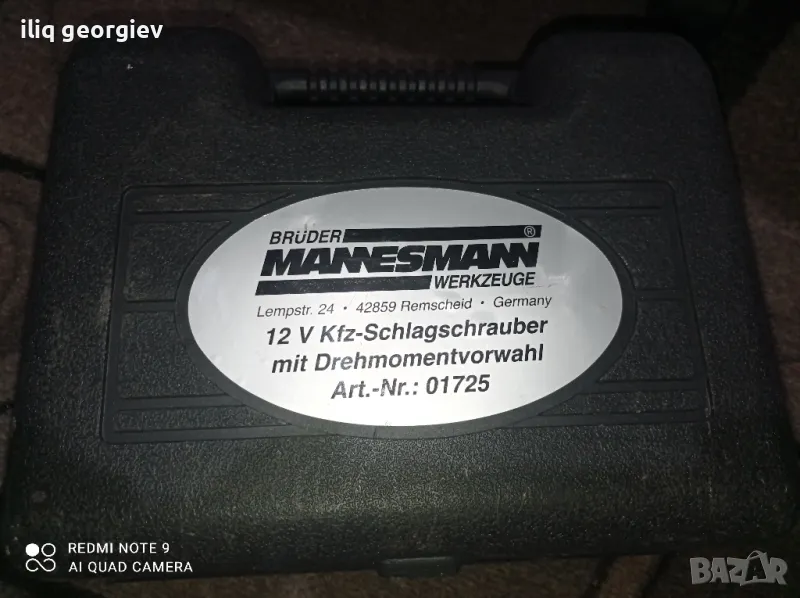 iliq georgiev
BRÜDER
MANNESMANN®
WERKZEUGE
Lempstr. 24 • 42859 Remscheid • Germany
12 V Kfz-Schlagschrauber
mit Drehmomentvorwahl
Art.-Nr.: 01725
REDMI NOTE 9
AI QUAD CAMERA
BAZAR